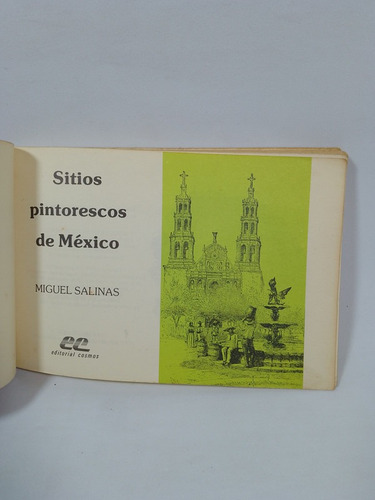 Sitios
pintorescos
de México
MIGUEL SALINAS
ec
editorial cosmos